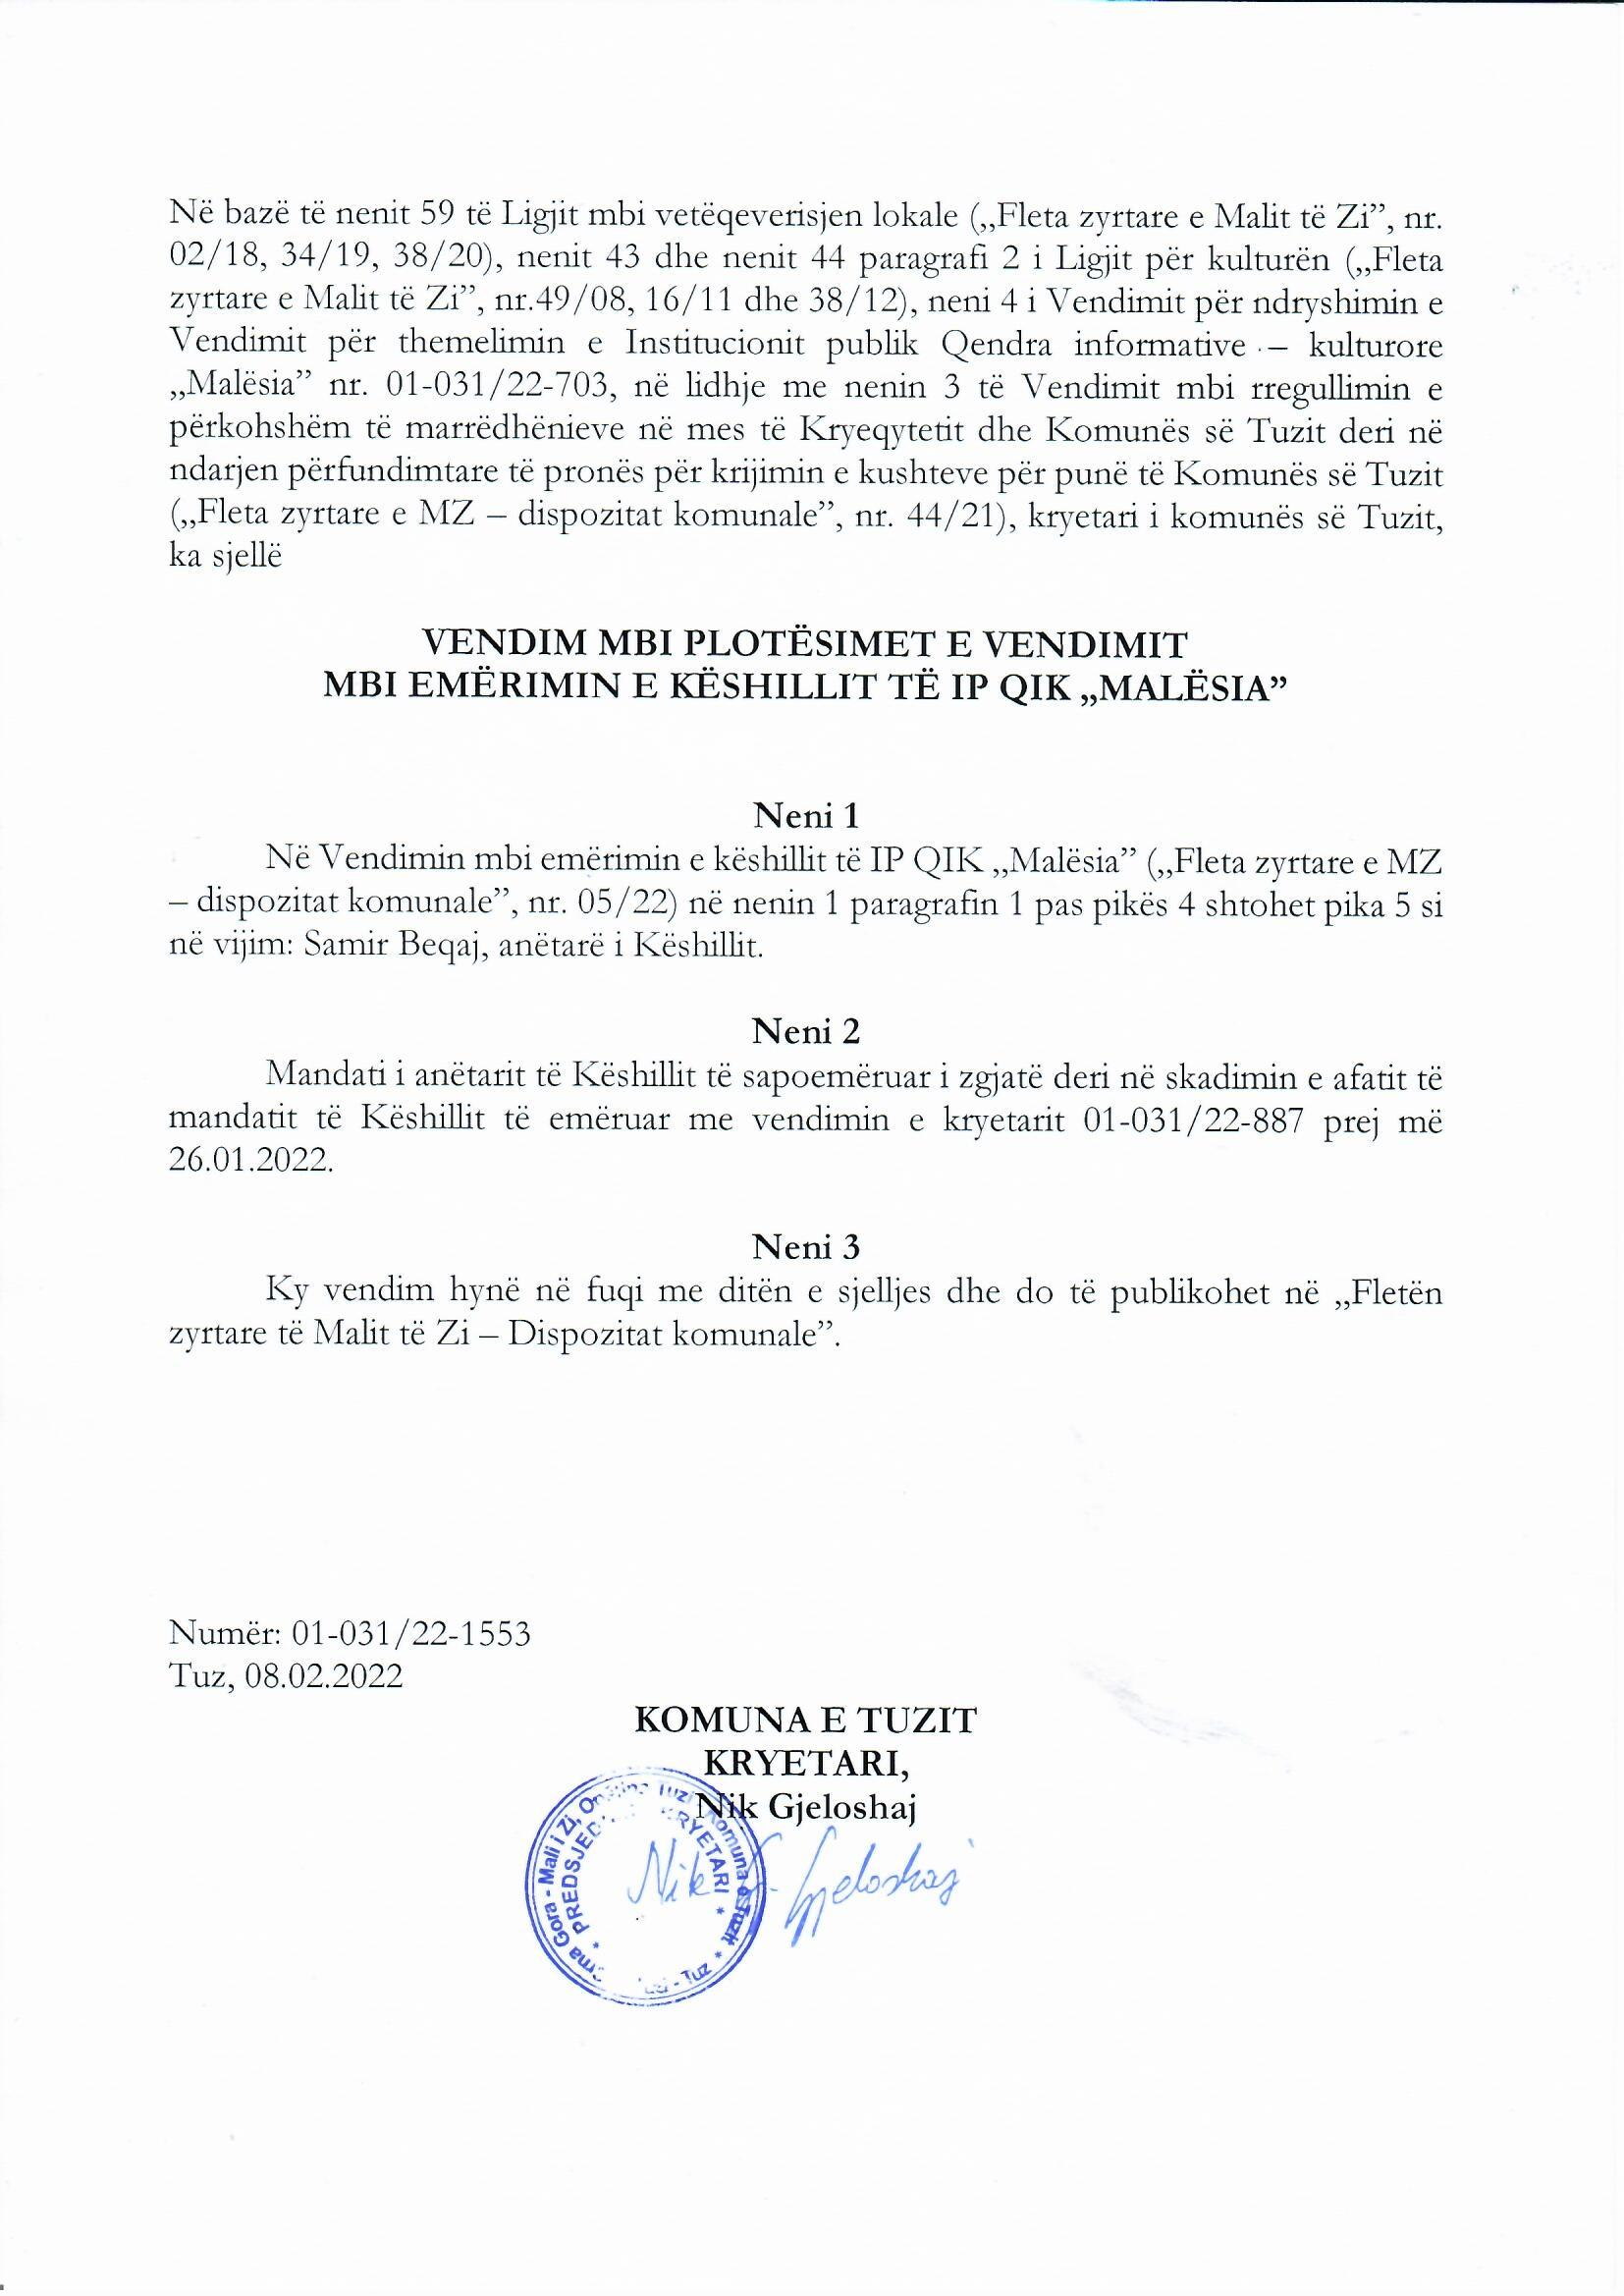 Në bazë të nenit 59 të Ligjit mbi vetëqeverisjen lokale („Fleta zyrtare e Malit të Zi”, nr.
02/18, 34/19, 38/20), nenit 43 dhe nenit 44 paragrafi 2 i Ligjit për kulturën („Fleta
zyrtare e Malit të Zi”, nr.49/08, 16/11 dhe 38/12), neni 4 i Vendimit për ndryshimin e
Vendimit për themelimin e Institucionit publik Qendra informative – kulturore
„Malësia” nr. 01-031/22-703, në lidhje me nenin 3 të Vendimit mbi rregullimin e
përkohshëm të marrëdhënieve në mes të Kryeqytetit dhe Komunës së Tuzit deri në
ndarjen përfundimtare të pronës për krijimin e kushteve për punë të Komunës së Tuzit
(„Fleta zyrtare e MZ – dispozitat komunale”, nr. 44/21), kryetari i komunës së Tuzit,
ka sjellë
VENDIM MBI PLOTËSIMET E VENDIMIT
MBI EMËRIMIN E KËSHILLIT TË IP QIK „MALËSIA”
Neni 1
Në Vendimin mbi emërimin e këshillit të IP QIK „Malësia” („Fleta zyrtare e MZ
– dispozitat komunale”, nr. 05/22) në nenin 1 paragrafin 1 pas pikës 4 shtohet pika 5 si
në vijim: Samir Beqaj, anëtarë i Këshillit.
Neni 2
Mandati i anëtarit të Këshillit të sapoemëruar i zgjatë deri në skadimin e afatit të
mandatit të Këshillit të emëruar me vendimin e kryetarit 01-031/22-887 prej më
26.01.2022.
Neni 3
Ky vendim hynë në fuqi me ditën e sjelljes dhe do të publikohet në „Fletën
zyrtare të Malit të Zi – Dispozitat komunale”.
Numër: 01-031/22-1553
Tuz, 08.02.2022
KOMUNA E TUZIT
KRYETARI,
Nik Gjeloshaj
Gora - Mali i Zi, Tuzi Komuna e Tuzit * - Tuz *
KRYETARI *
Nik Gjeloshaj